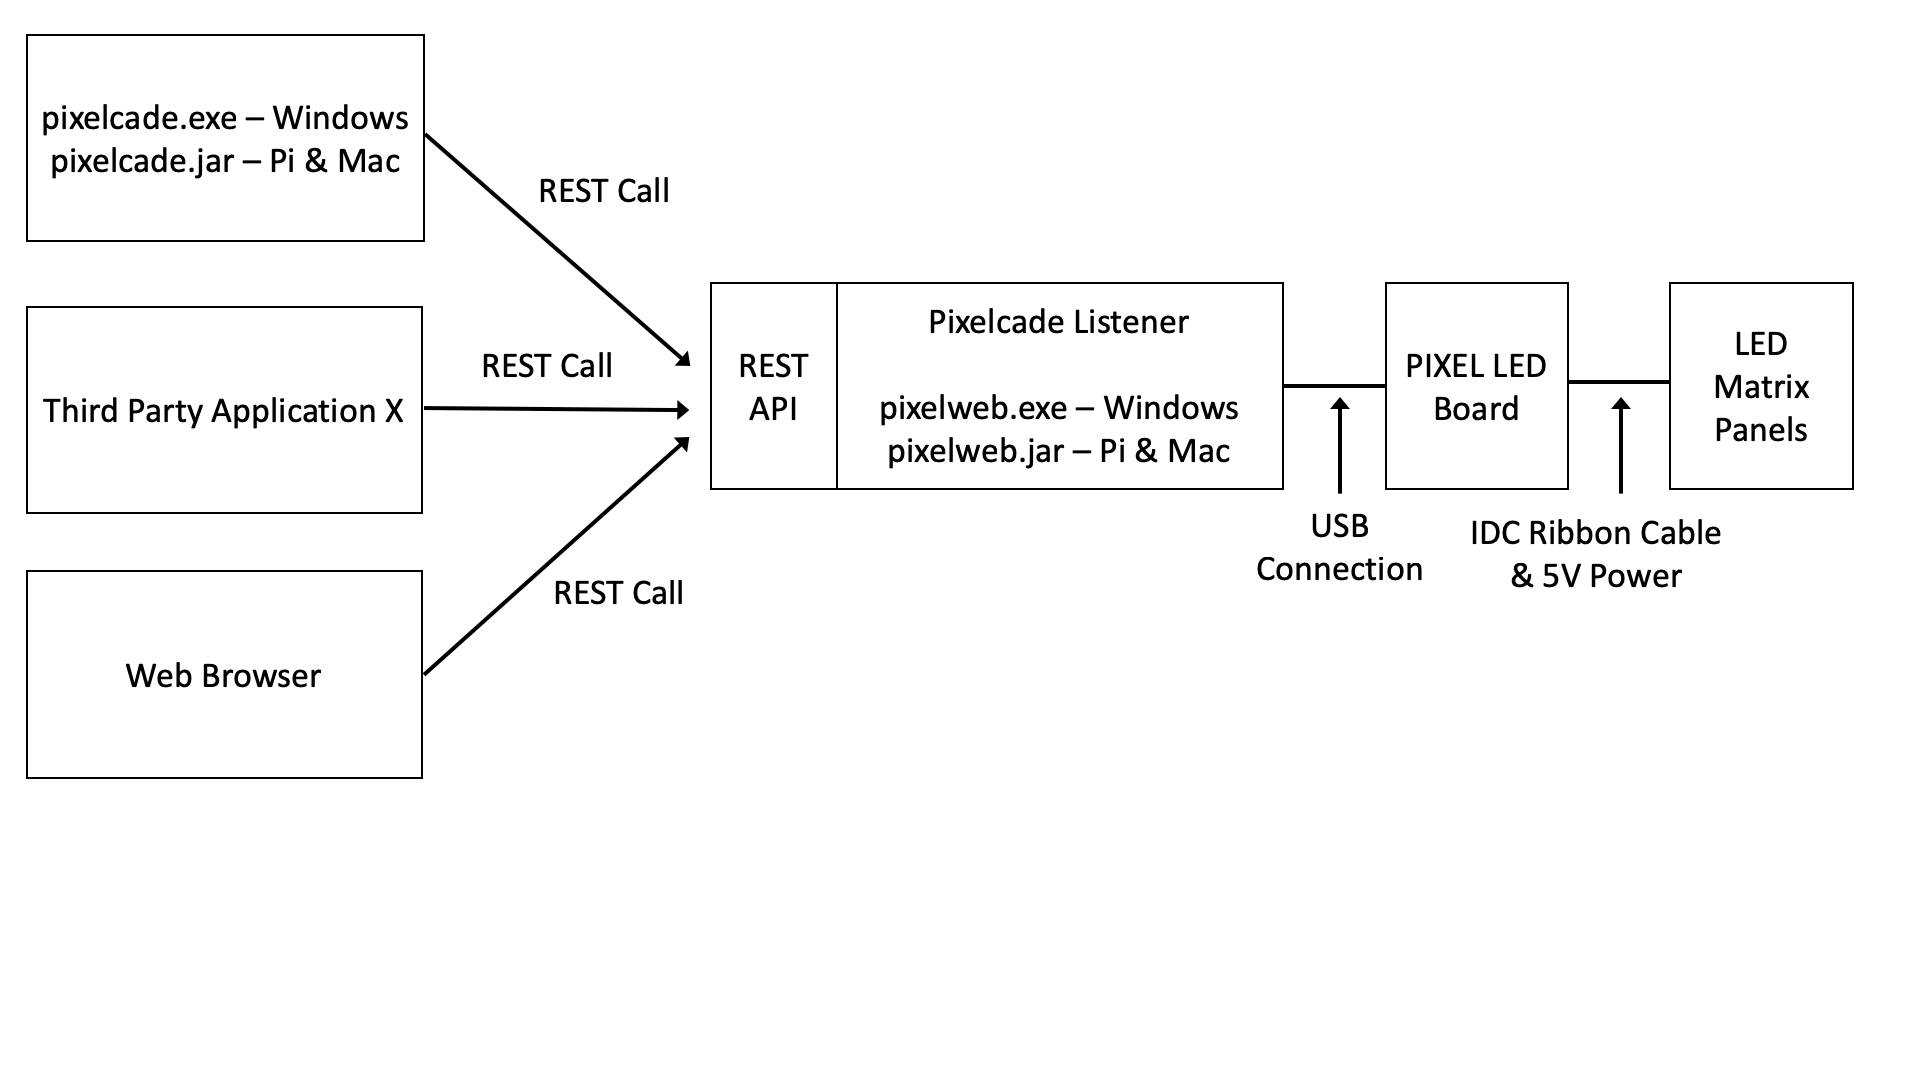 pixelcade.exe – Windows
pixelcade.jar – Pi & Mac
REST Call
Third Party Application X
REST Call
Web Browser
REST Call
REST
API
Pixelcade Listener
pixelweb.exe – Windows
pixelweb.jar – Pi & Mac
USB
Connection
PIXEL LED
Board
IDC Ribbon Cable
& 5V Power
LED
Matrix
Panels